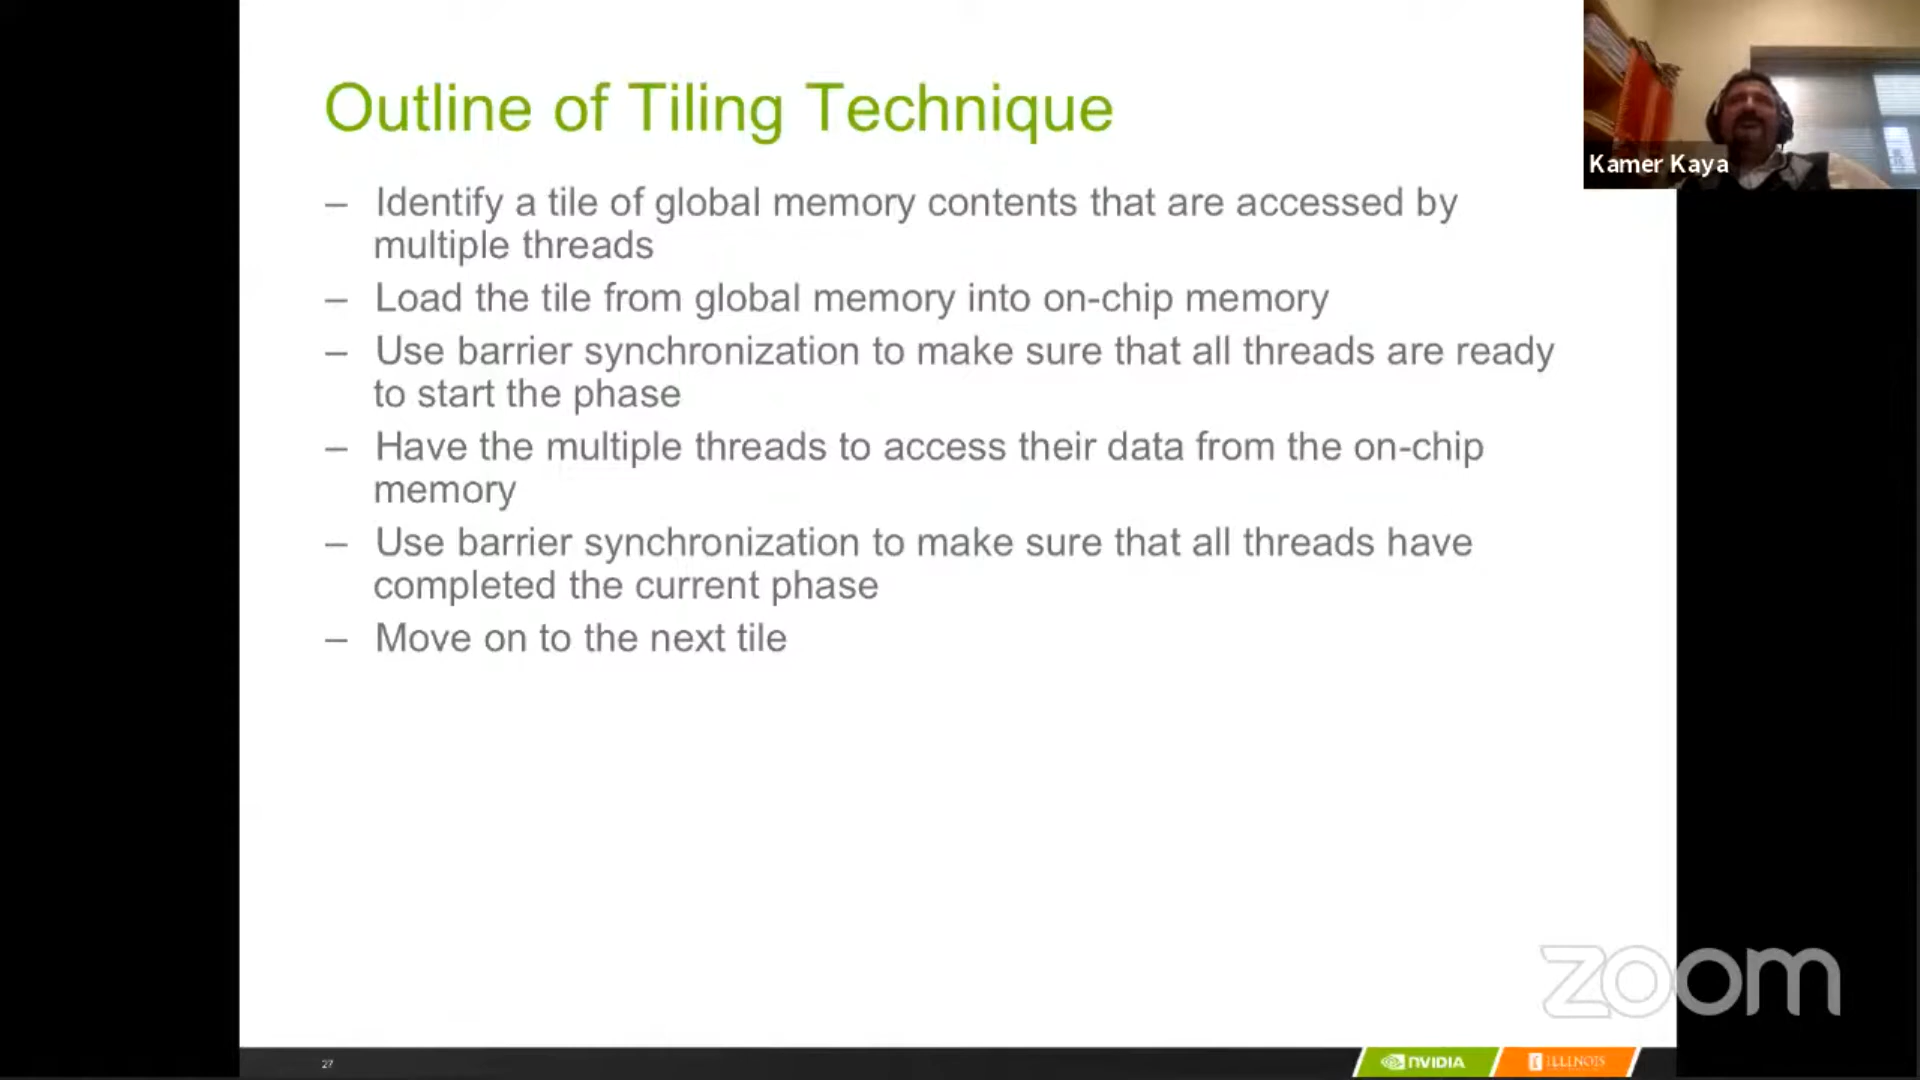 Outline of Tiling Technique
Kamer Kaya
– Identify a tile of global memory contents that are accessed by
multiple threads
– Load the tile from global memory into on-chip memory
– Use barrier synchronization to make sure that all threads are ready
to start the phase
– Have the multiple threads to access their data from the on-chip
memory
– Use barrier synchronization to make sure that all threads have
completed the current phase
– Move on to the next tile
zoom
27
NVIDIA
I ILLINOIS